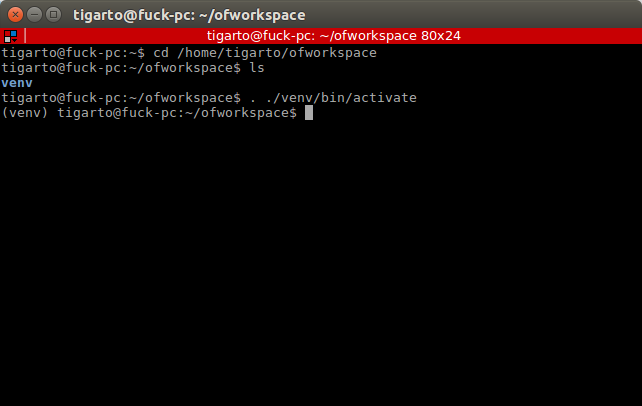 tigarto@fuck-pc: ~/ofworkspace
tigarto@fuck-pc: ~/ofworkspace 80x24
tigarto@fuck-pc:~$ cd /home/tigarto/ofworkspace
tigarto@fuck-pc:~/ofworkspace$ ls
venv
tigarto@fuck-pc:~/ofworkspace$ . ./venv/bin/activate
(venv) tigarto@fuck-pc:~/ofworkspace$